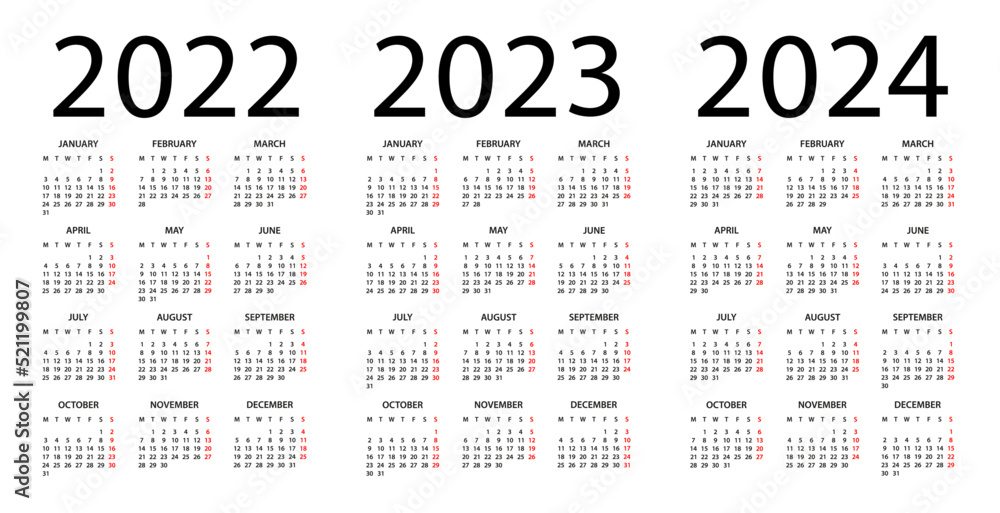 2022
JANUARY
M T W T F S S
1 2
3 4 5 6 7 8 9
10 11 12 13 14 15 16
17 18 19 20 21 22 23
24 25 26 27 28 29 30
31
FEBRUARY
M T W T F S S
1 2 3 4 5 6
7 8 9 10 11 12 13
14 15 16 17 18 19 20
21 22 23 24 25 26 27
28
MARCH
M T W T F S S
1 2 3 4 5 6
7 8 9 10 11 12 13
14 15 16 17 18 19 20
21 22 23 24 25 26 27
28 29 30 31
APRIL
M T W T F S S
1 2 3
4 5 6 7 8 9 10
11 12 13 14 15 16 17
18 19 20 21 22 23 24
25 26 27 28 29 30
MAY
M T W T F S S
1
2 3 4 5 6 7 8
9 10 11 12 13 14 15
16 17 18 19 20 21 22
23 24 25 26 27 28 29
30 31
JUNE
M T W T F S S
1 2 3 4 5
6 7 8 9 10 11 12
13 14 15 16 17 18 19
20 21 22 23 24 25 26
27 28 29 30
JULY
M T W T F S S
1 2 3
4 5 6 7 8 9 10
11 12 13 14 15 16 17
18 19 20 21 22 23 24
25 26 27 28 29 30 31
AUGUST
M T W T F S S
1 2 3 4 5 6 7
8 9 10 11 12 13 14
15 16 17 18 19 20 21
22 23 24 25 26 27 28
29 30 31
SEPTEMBER
M T W T F S S
1 2 3 4
5 6 7 8 9 10 11
12 13 14 15 16 17 18
19 20 21 22 23 24 25
26 27 28 29 30
OCTOBER
M T W T F S S
1 2
3 4 5 6 7 8 9
10 11 12 13 14 15 16
17 18 19 20 21 22 23
24 25 26 27 28 29 30
31
NOVEMBER
M T W T F S S
1 2 3 4 5 6
7 8 9 10 11 12 13
14 15 16 17 18 19 20
21 22 23 24 25 26 27
28 29 30
DECEMBER
M T W T F S S
1 2 3 4
5 6 7 8 9 10 11
12 13 14 15 16 17 18
19 20 21 22 23 24 25
26 27 28 29 30 31
2023
JANUARY
M T W T F S S
1
2 3 4 5 6 7 8
9 10 11 12 13 14 15
16 17 18 19 20 21 22
23 24 25 26 27 28 29
30 31
FEBRUARY
M T W T F S S
1 2 3 4 5
6 7 8 9 10 11 12
13 14 15 16 17 18 19
20 21 22 23 24 25 26
27 28
MARCH
M T W T F S S
1 2 3 4 5
6 7 8 9 10 11 12
13 14 15 16 17 18 19
20 21 22 23 24 25 26
27 28 29 30 31
APRIL
M T W T F S S
1 2
3 4 5 6 7 8 9
10 11 12 13 14 15 16
17 18 19 20 21 22 23
24 25 26 27 28 29 30
MAY
M T W T F S S
1 2 3 4 5 6 7
8 9 10 11 12 13 14
15 16 17 18 19 20 21
22 23 24 25 26 27 28
29 30 31
JUNE
M T W T F S S
1 2 3 4
5 6 7 8 9 10 11
12 13 14 15 16 17 18
19 20 21 22 23 24 25
26 27 28 29 30
JULY
M T W T F S S
1 2
3 4 5 6 7 8 9
10 11 12 13 14 15 16
17 18 19 20 21 22 23
24 25 26 27 28 29 30
31
AUGUST
M T W T F S S
1 2 3 4 5 6
7 8 9 10 11 12 13
14 15 16 17 18 19 20
21 22 23 24 25 26 27
28 29 30 31
SEPTEMBER
M T W T F S S
1 2 3
4 5 6 7 8 9 10
11 12 13 14 15 16 17
18 19 20 21 22 23 24
25 26 27 28 29 30
OCTOBER
M T W T F S S
1
2 3 4 5 6 7 8
9 10 11 12 13 14 15
16 17 18 19 20 21 22
23 24 25 26 27 28 29
30 31
NOVEMBER
M T W T F S S
1 2 3 4 5
6 7 8 9 10 11 12
13 14 15 16 17 18 19
20 21 22 23 24 25 26
27 28 29 30
DECEMBER
M T W T F S S
1 2 3
4 5 6 7 8 9 10
11 12 13 14 15 16 17
18 19 20 21 22 23 24
25 26 27 28 29 30 31
2024
JANUARY
M T W T F S S
1 2 3 4 5 6 7
8 9 10 11 12 13 14
15 16 17 18 19 20 21
22 23 24 25 26 27 28
29 30 31
FEBRUARY
M T W T F S S
1 2 3 4
5 6 7 8 9 10 11
12 13 14 15 16 17 18
19 20 21 22 23 24 25
26 27 28 29
MARCH
M T W T F S S
1 2 3
4 5 6 7 8 9 10
11 12 13 14 15 16 17
18 19 20 21 22 23 24
25 26 27 28 29 30 31
APRIL
M T W T F S S
1 2 3 4 5 6 7
8 9 10 11 12 13 14
15 16 17 18 19 20 21
22 23 24 25 26 27 28
29 30
MAY
M T W T F S S
1 2 3 4 5
6 7 8 9 10 11 12
13 14 15 16 17 18 19
20 21 22 23 24 25 26
27 28 29 30 31
JUNE
M T W T F S S
1 2
3 4 5 6 7 8 9
10 11 12 13 14 15 16
17 18 19 20 21 22 23
24 25 26 27 28 29 30
JULY
M T W T F S S
1 2 3 4 5 6 7
8 9 10 11 12 13 14
15 16 17 18 19 20 21
22 23 24 25 26 27 28
29 30 31
AUGUST
M T W T F S S
1 2 3 4
5 6 7 8 9 10 11
12 13 14 15 16 17 18
19 20 21 22 23 24 25
26 27 28 29 30 31
SEPTEMBER
M T W T F S S
1
2 3 4 5 6 7 8
9 10 11 12 13 14 15
16 17 18 19 20 21 22
23 24 25 26 27 28 29
30
OCTOBER
M T W T F S S
1 2 3 4 5 6
7 8 9 10 11 12 13
14 15 16 17 18 19 20
21 22 23 24 25 26 27
28 29 30 31
NOVEMBER
M T W T F S S
1 2 3
4 5 6 7 8 9 10
11 12 13 14 15 16 17
18 19 20 21 22 23 24
25 26 27 28 29 30
DECEMBER
M T W T F S S
1
2 3 4 5 6 7 8
9 10 11 12 13 14 15
16 17 18 19 20 21 22
23 24 25 26 27 28 29
30 31
Adobe Stock | #521199807